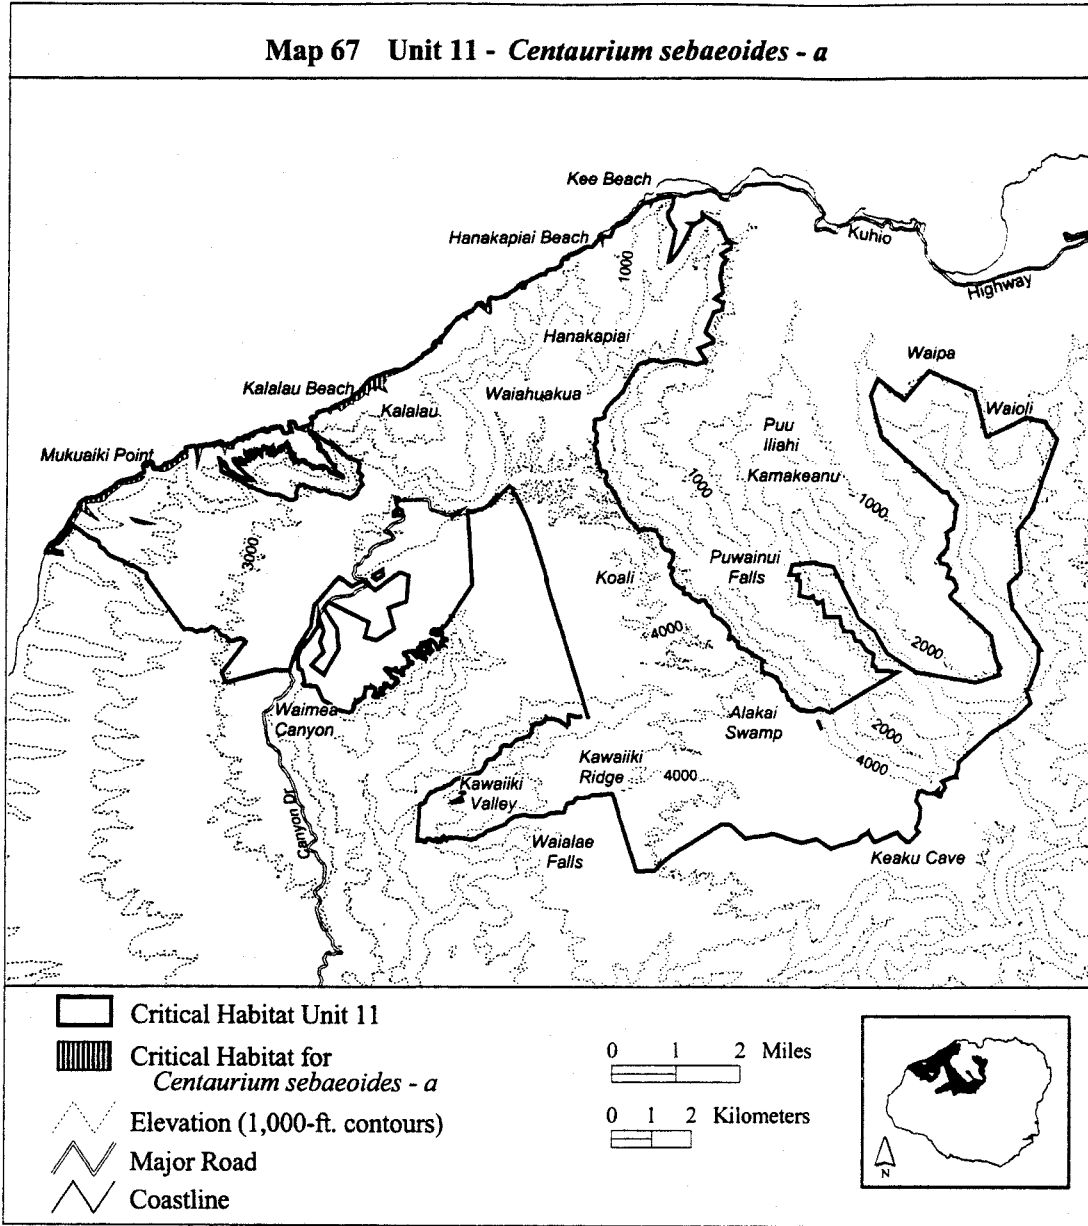 Map 67 Unit 11 - Centaurium sebaeoides - a
Kee Beach
Hanakapiai Beach
Kuhio
Highway
1000
Hanakapiai
Waipa
Kalalau Beach
Waiahuakua
Kalalau
Waioli
Puu
Iliahi
Mukuaiki Point
Kamakeanu
1000
1000
3000
Puwainui
Falls
Koali
4000
2000
Waimea
Canyon
Alakai
Swamp
2000
4000
Kawaiiki
Ridge
4000
Kawaiiki
Valley
Canyon Dr
Waialae
Falls
Keaku Cave
Critical Habitat Unit 11
Critical Habitat for
Centaurium sebaeoides - a
Elevation (1,000-ft. contours)
Major Road
Coastline
0 1 2 Miles
0 1 2 Kilometers
N